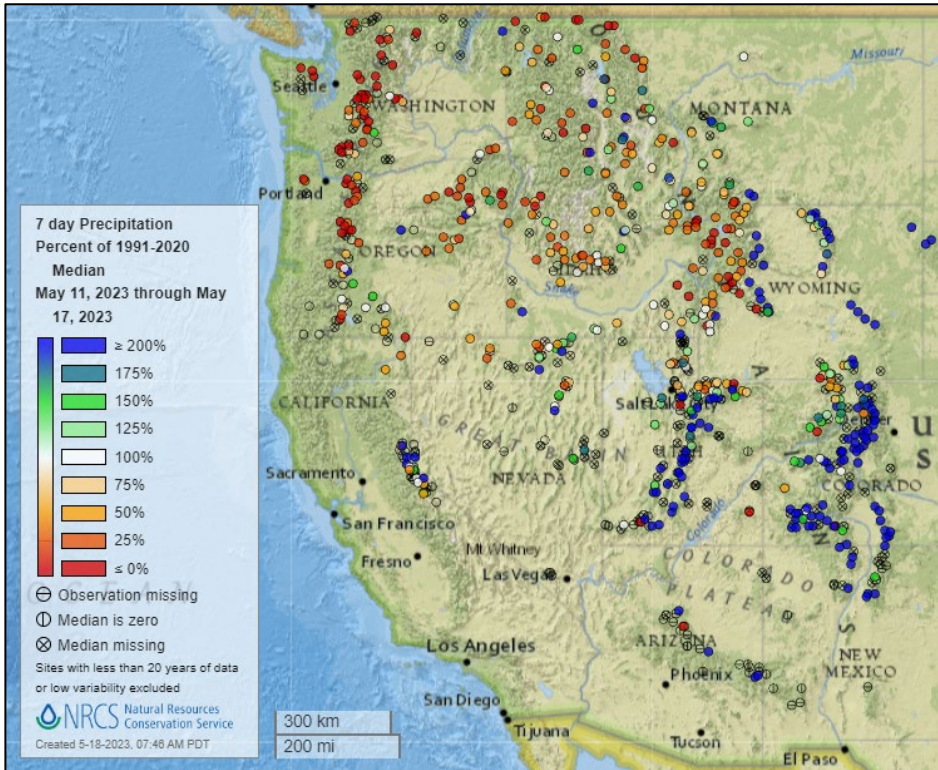 Missouri
Seattle
WASHINGTON
MONTANA
Portland
OREGON
Snake
WYOMING
7 day Precipitation
Percent of 1991-2020
Median
May 11, 2023 through May
17, 2023
≥ 200%
175%
150%
125%
100%
75%
50%
25%
≤ 0%
Observation missing
Median is zero
Median missing
Sites with less than 20 years of data
or low variability excluded
NRCS Natural Resources
Conservation Service
Created 5-18-2023, 07:46 AM PDT
CALIFORNIA
Salt Lake City
GREAT BASIN
UTAH
U
S
Sacramento
NEVADA
COLORADO
San Francisco
Colorado
Fresno
Mt. Whitney
Las Vegas
COLORADO
PLATEAU
OCEAN
ARIZONA
Los Angeles
NEW
MEXICO
Phoenix
San Diego
Tijuana
300 km
200 mi
Tucson
El Paso